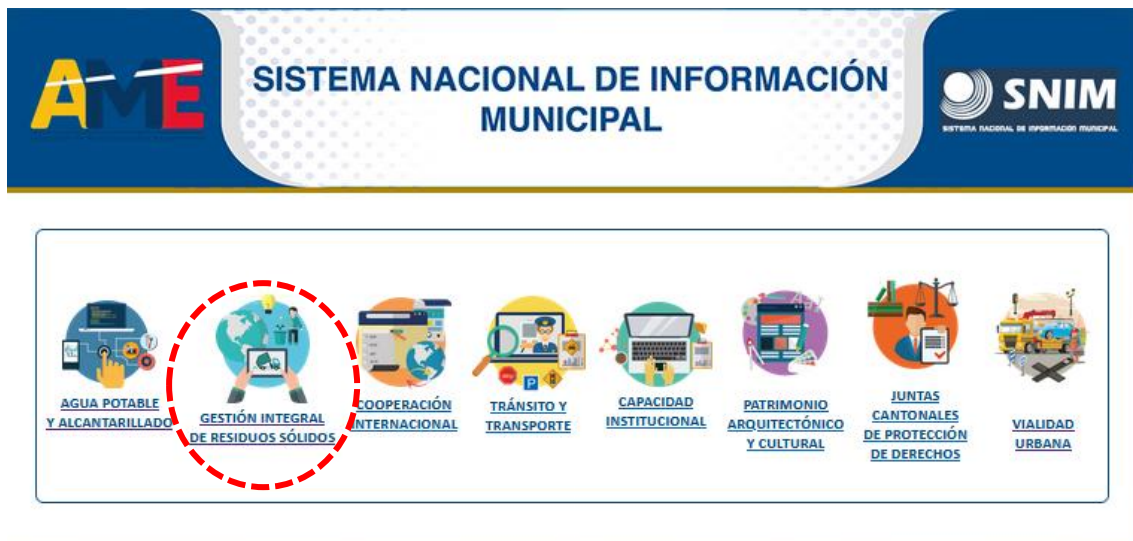 AME
SISTEMA NACIONAL DE INFORMACIÓN
MUNICIPAL
SNIM
SISTEMA NACIONAL DE INFORMACIÓN MUNICIPAL
AGUA POTABLE
Y ALCANTARILLADO
GESTIÓN INTEGRAL
DE RESIDUOS SÓLIDOS
COOPERACIÓN
INTERNACIONAL
TRÁNSITO Y
TRANSPORTE
CAPACIDAD
INSTITUCIONAL
PATRIMONIO
ARQUITECTÓNICO
Y CULTURAL
JUNTAS
CANTONALES
DE PROTECCIÓN
DE DERECHOS
VIALIDAD
URBANA